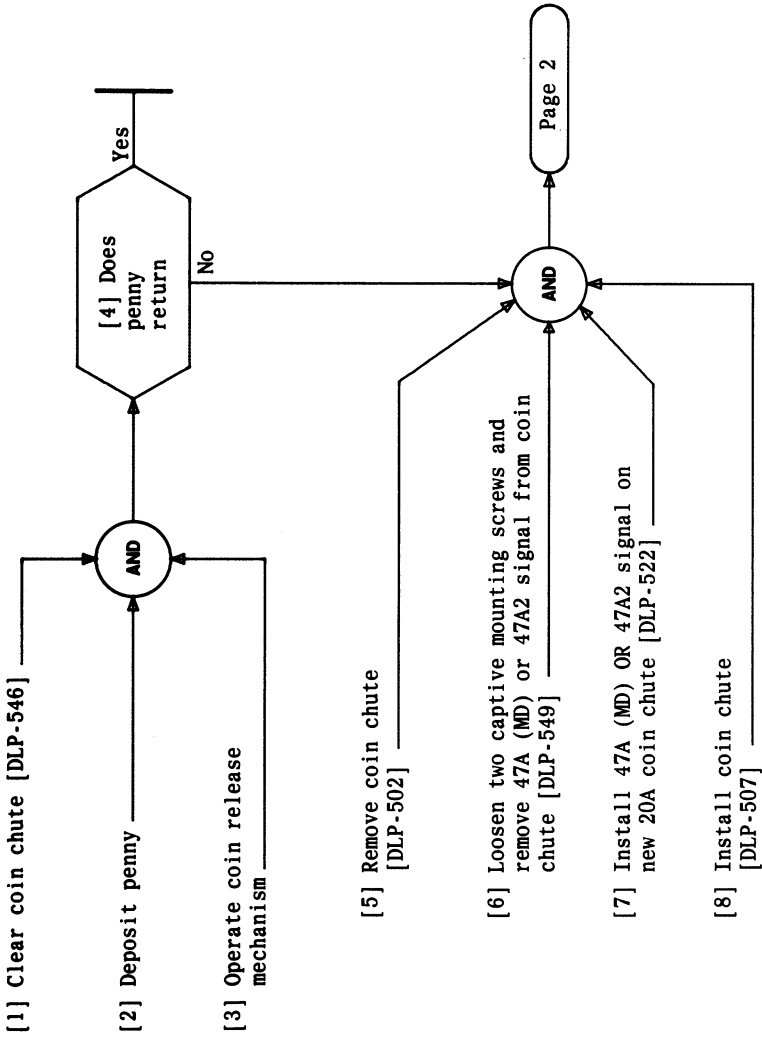 [1] Clear coin chute [DLP-546]
[2] Deposit penny
[3] Operate coin release
mechanism
AND
[4] Does
penny
return
Yes
No
[5] Remove coin chute
[DLP-502]
[6] Loosen two captive mounting screws and
remove 47A (MD) or 47A2 signal from coin
chute [DLP-549]
[7] Install 47A (MD) OR 47A2 signal on
new 20A coin chute [DLP-522]
[8] Install coin chute
[DLP-507]
AND
Page 2